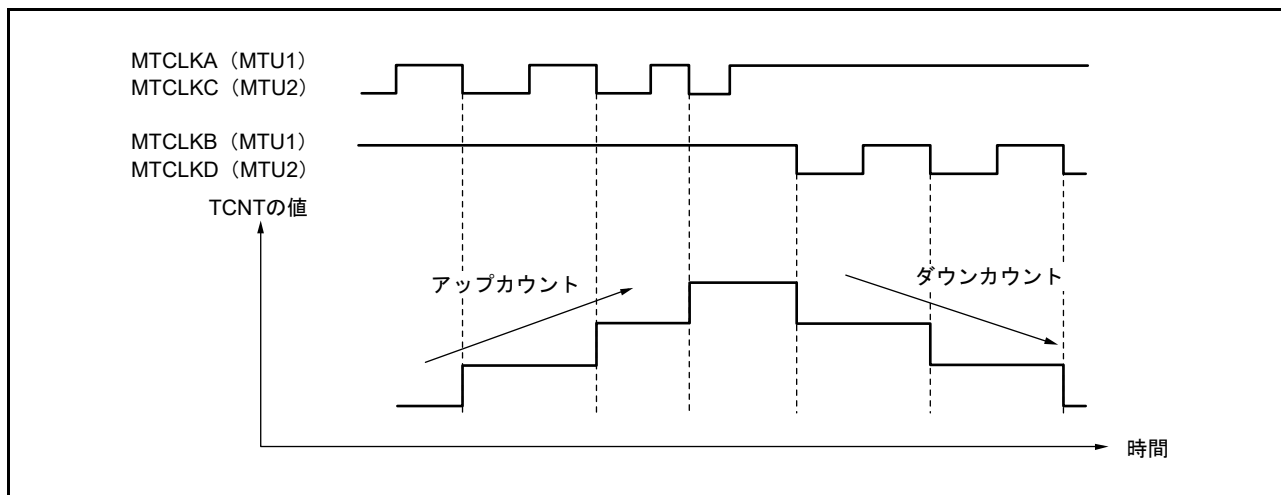 MTCLKA（MTU1）
MTCLKC（MTU2）
MTCLKB（MTU1）
MTCLKD（MTU2）
TCNTの値
アップカウント
ダウンカウント
時間